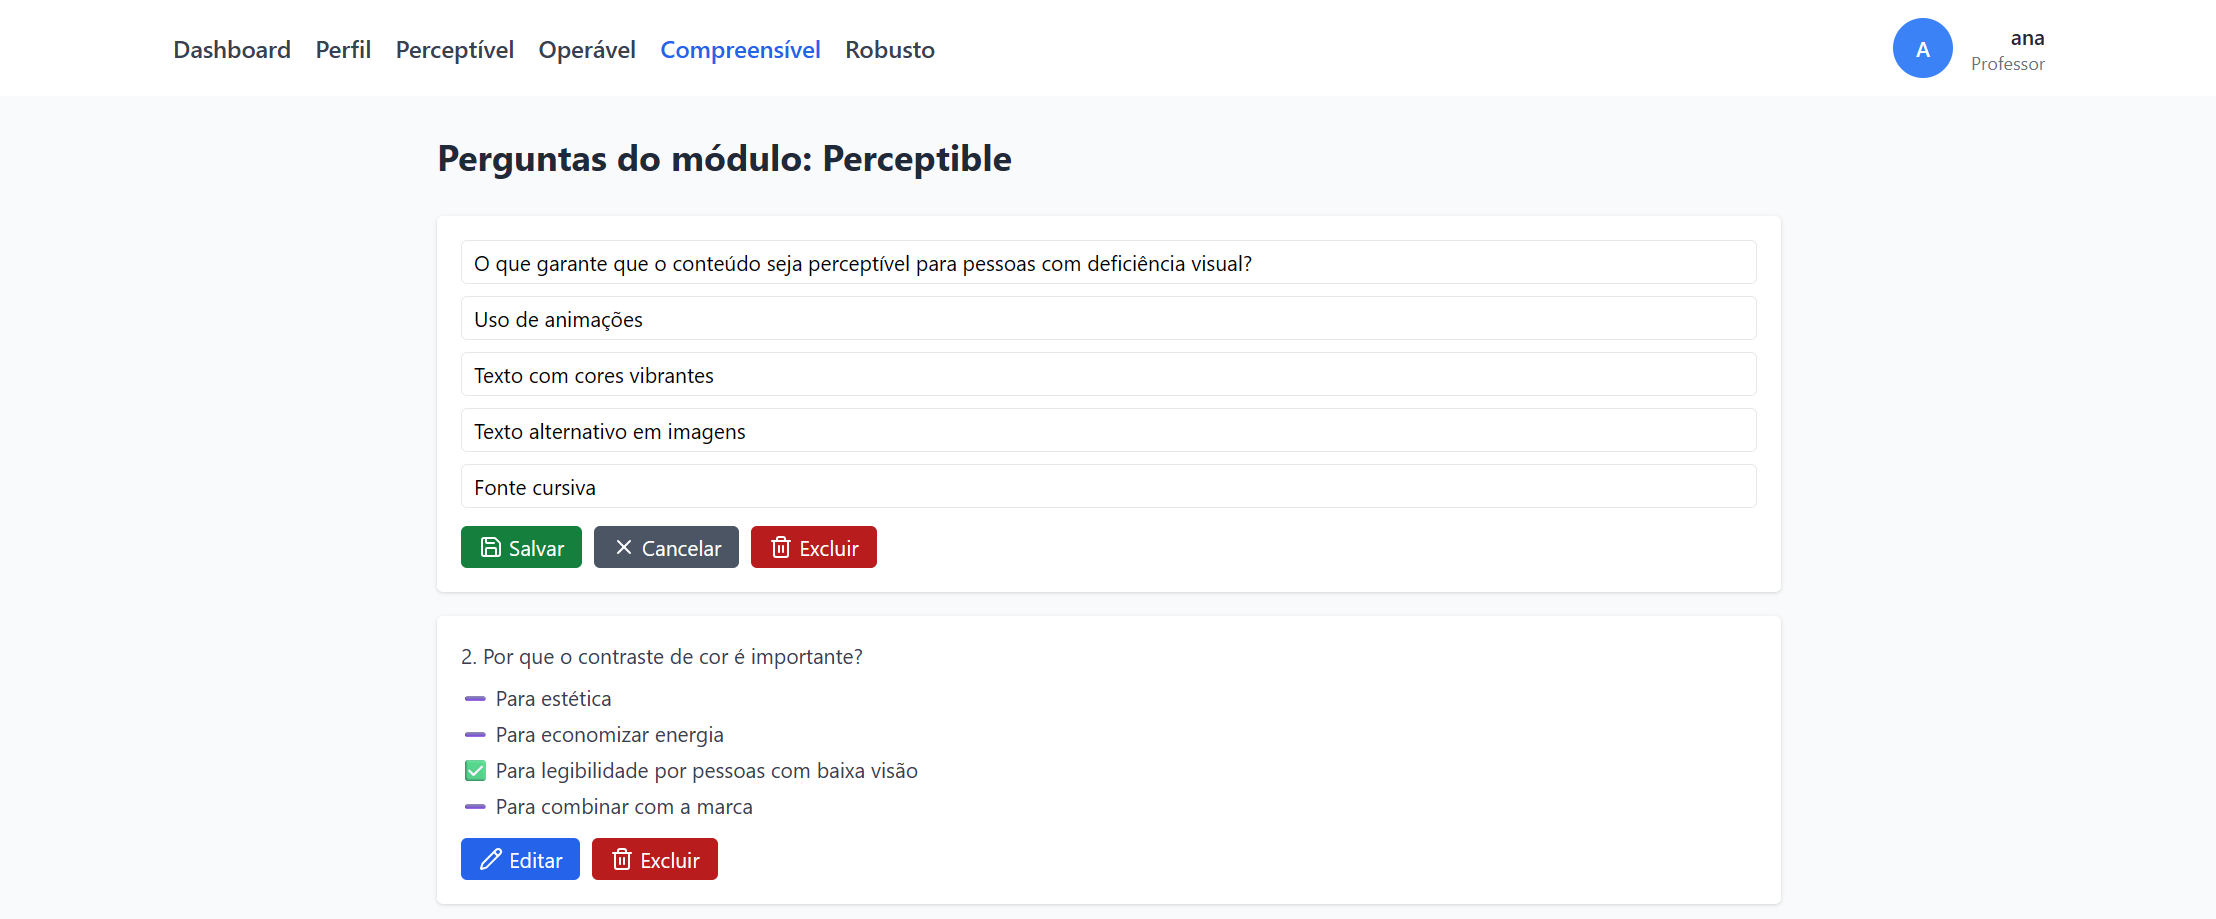 Dashboard Perfil Perceptível Operável Compreensível Robusto
A
ana
Professor
Perguntas do módulo: Perceptible
O que garante que o conteúdo seja perceptível para pessoas com deficiência visual?
Uso de animações
Texto com cores vibrantes
Texto alternativo em imagens
Fonte cursiva
Salvar Cancelar Excluir
2. Por que o contraste de cor é importante?
Para estética
Para economizar energia
Para legibilidade por pessoas com baixa visão
Para combinar com a marca
Editar Excluir